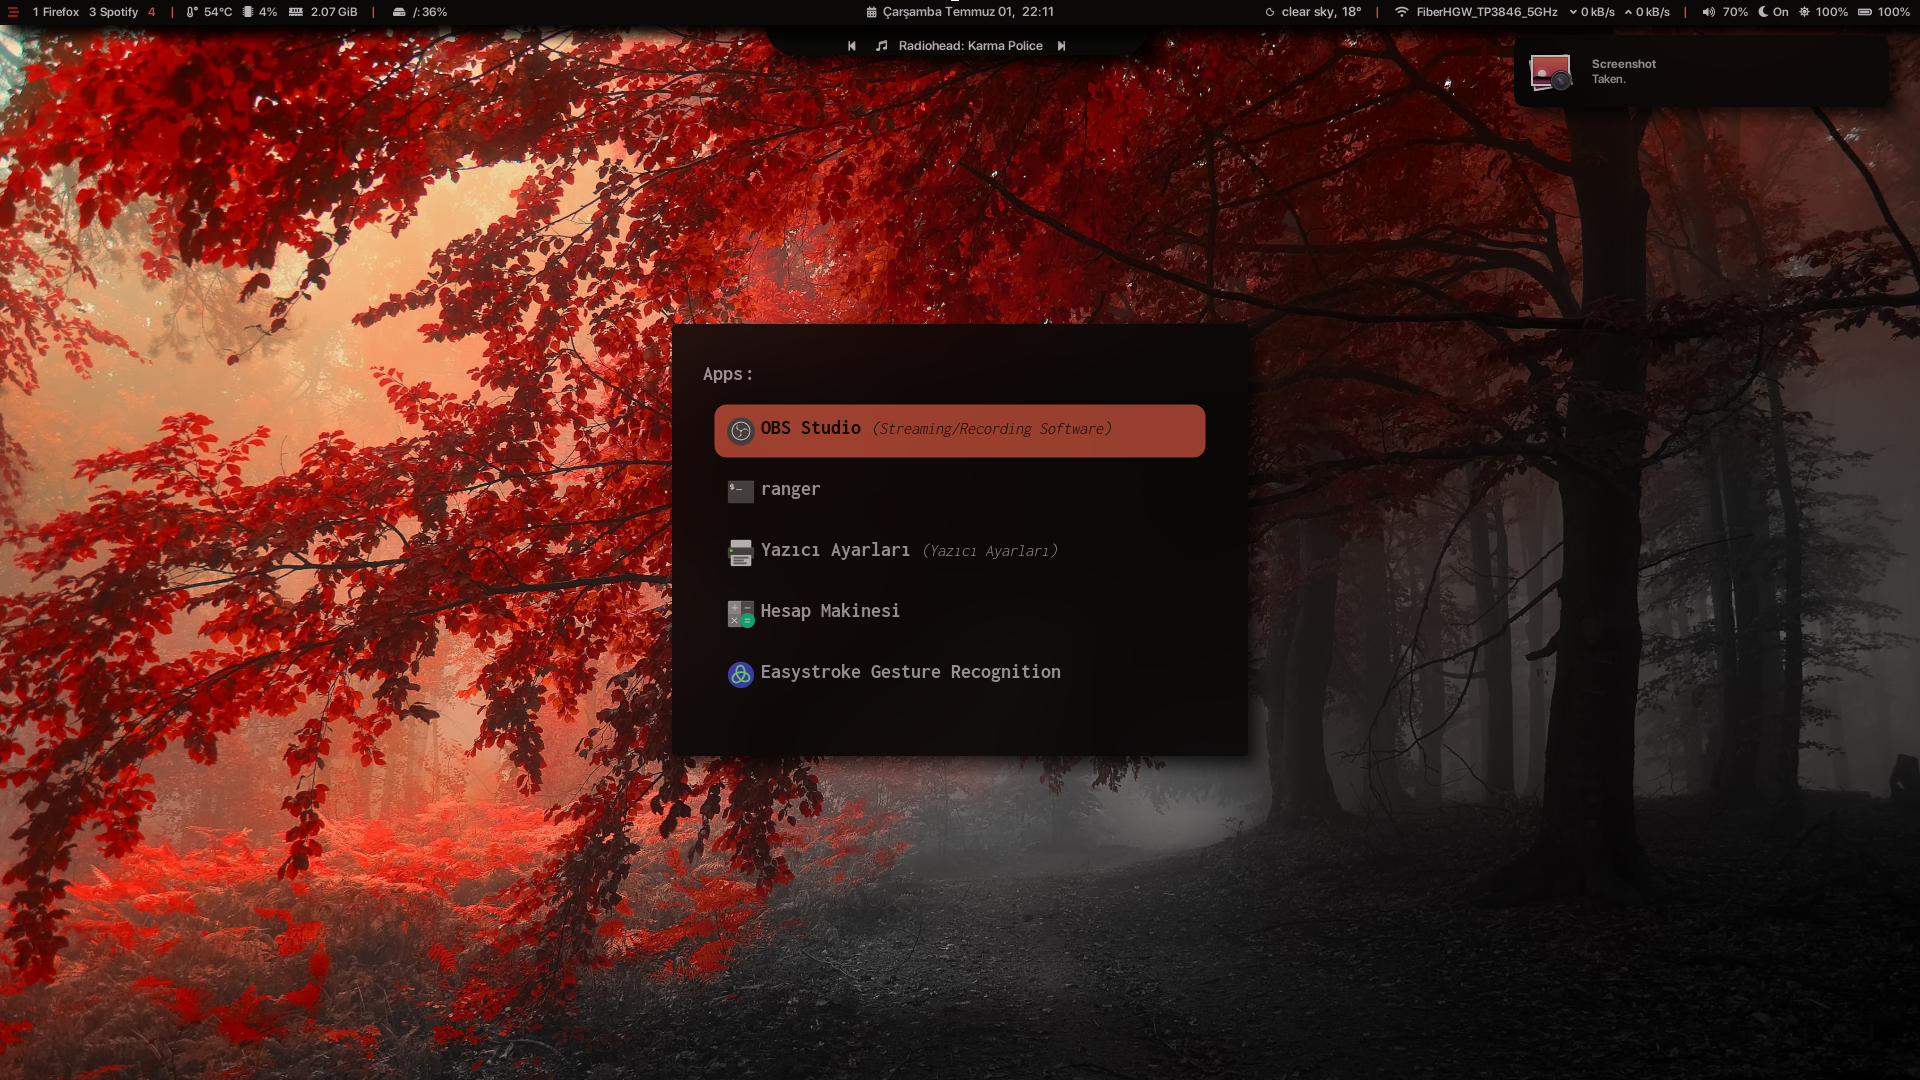 1 Firefox 3 Spotify 4 | 54°C 4% 2.07 GiB | /: 36% Çarşamba Temmuz 01, 22:11 clear sky, 18° | FiberHGW_TP3846_5GHz 0 kB/s 0 kB/s | 70% On 100% 100%
Radiohead: Karma Police
Screenshot
Taken.
Apps:
OBS Studio (Streaming/Recording Software)
ranger
Yazıcı Ayarları (Yazıcı Ayarları)
Hesap Makinesi
Easystroke Gesture Recognition